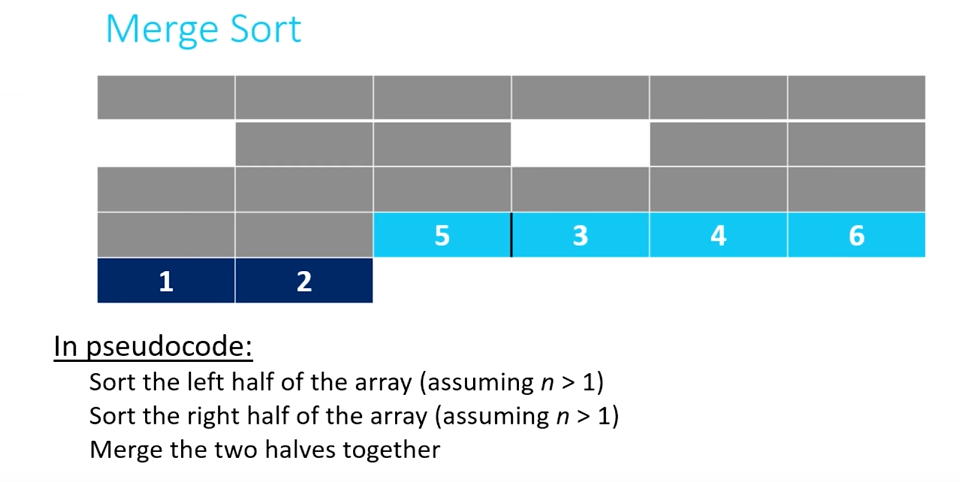 Merge Sort
5 3 4 6
1 2
In pseudocode:
Sort the left half of the array (assuming n > 1)
Sort the right half of the array (assuming n > 1)
Merge the two halves together